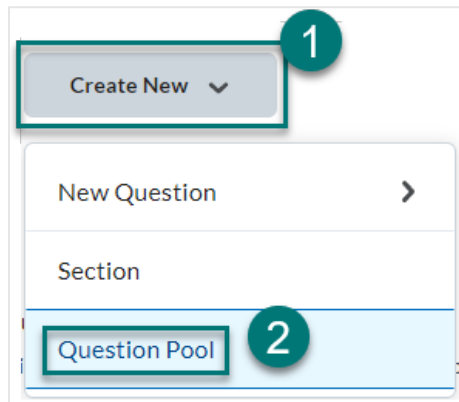 1
Create New
New Question
Section
Question Pool
2